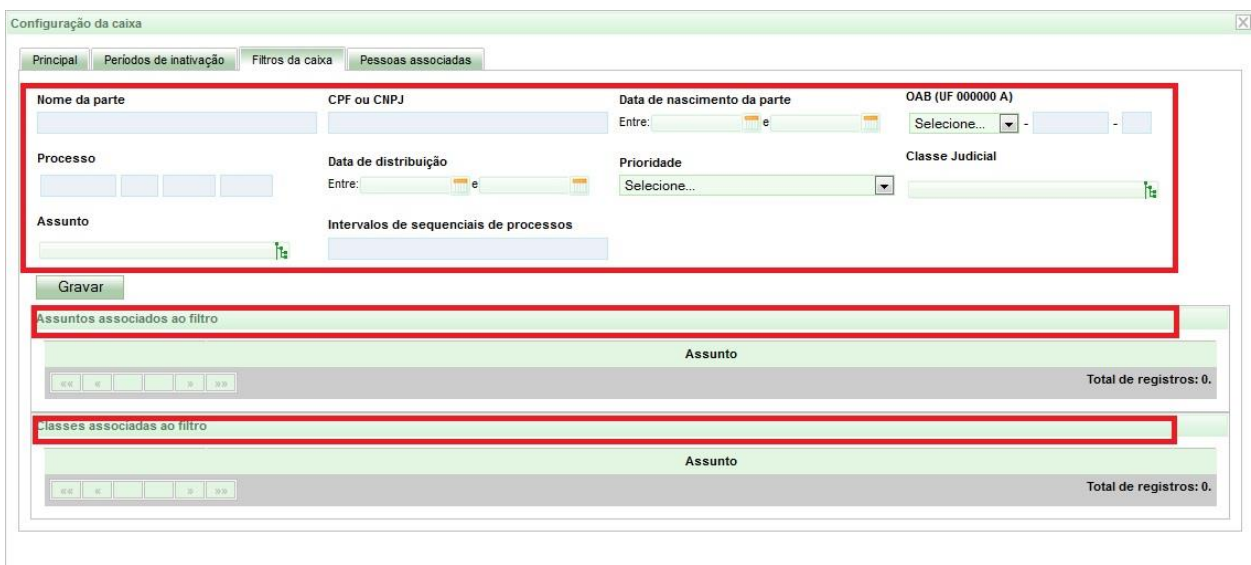 Configuração da caixa
Principal Períodos de inativação Filtros da caixa Pessoas associadas
Nome da parte CPF ou CNPJ Data de nascimento da parte OAB (UF 000000 A)
Entre: e Selecione... - -
Processo Data de distribuição Prioridade Classe Judicial
Entre: e Selecione...
Assunto Intervalos de sequenciais de processos
Gravar
Assuntos associados ao filtro
Assunto
«« « » »» Total de registros: 0.
Classes associadas ao filtro
Assunto
«« « » »» Total de registros: 0.